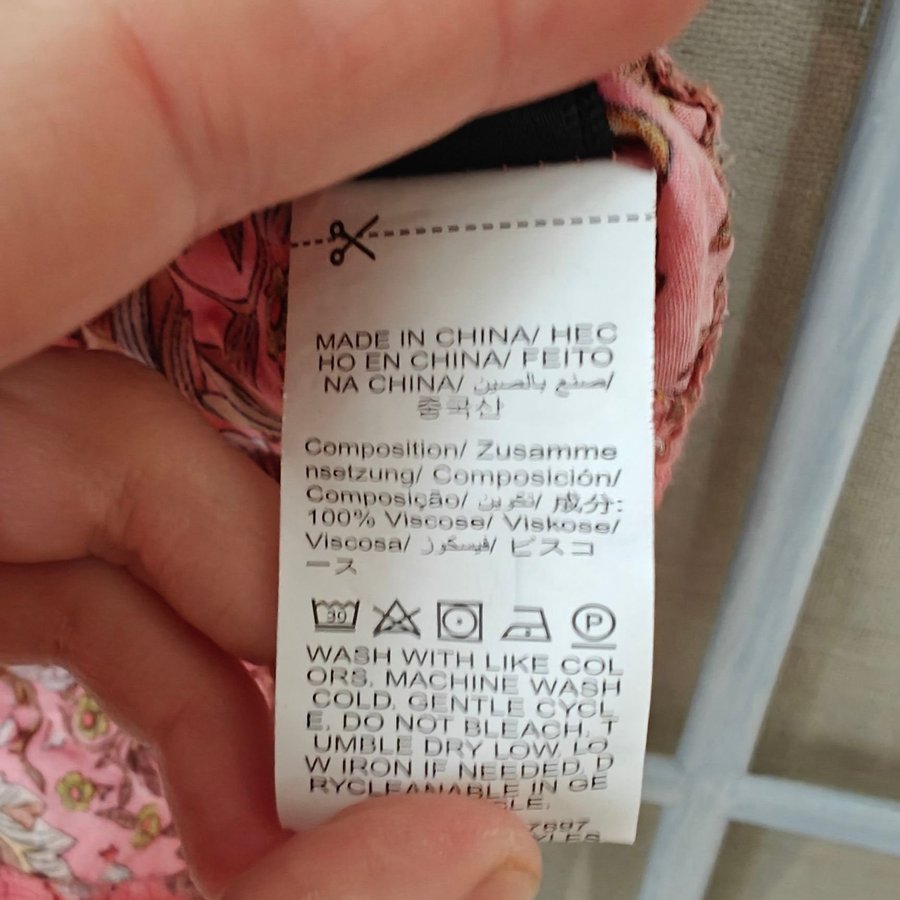 MADE IN CHINA/ HEC
HO EN CHINA/ FEITO
NA CHINA/ صنع بالصين/
중국산
Composition/ Zusamme
nsetzung/ Composición/
Composição/ تكوين/ 成分:
100% Viscose/ Viskose/
Viscosa/ فيسكوز/ ビスコ
ース
30
P
WASH WITH LIKE COL
ORS. MACHINE WASH
COLD. GENTLE CYCL
E. DO NOT BLEACH. T
UMBLE DRY LOW. LO
W IRON IF NEEDED. D
RYCLEANABLE IN GE